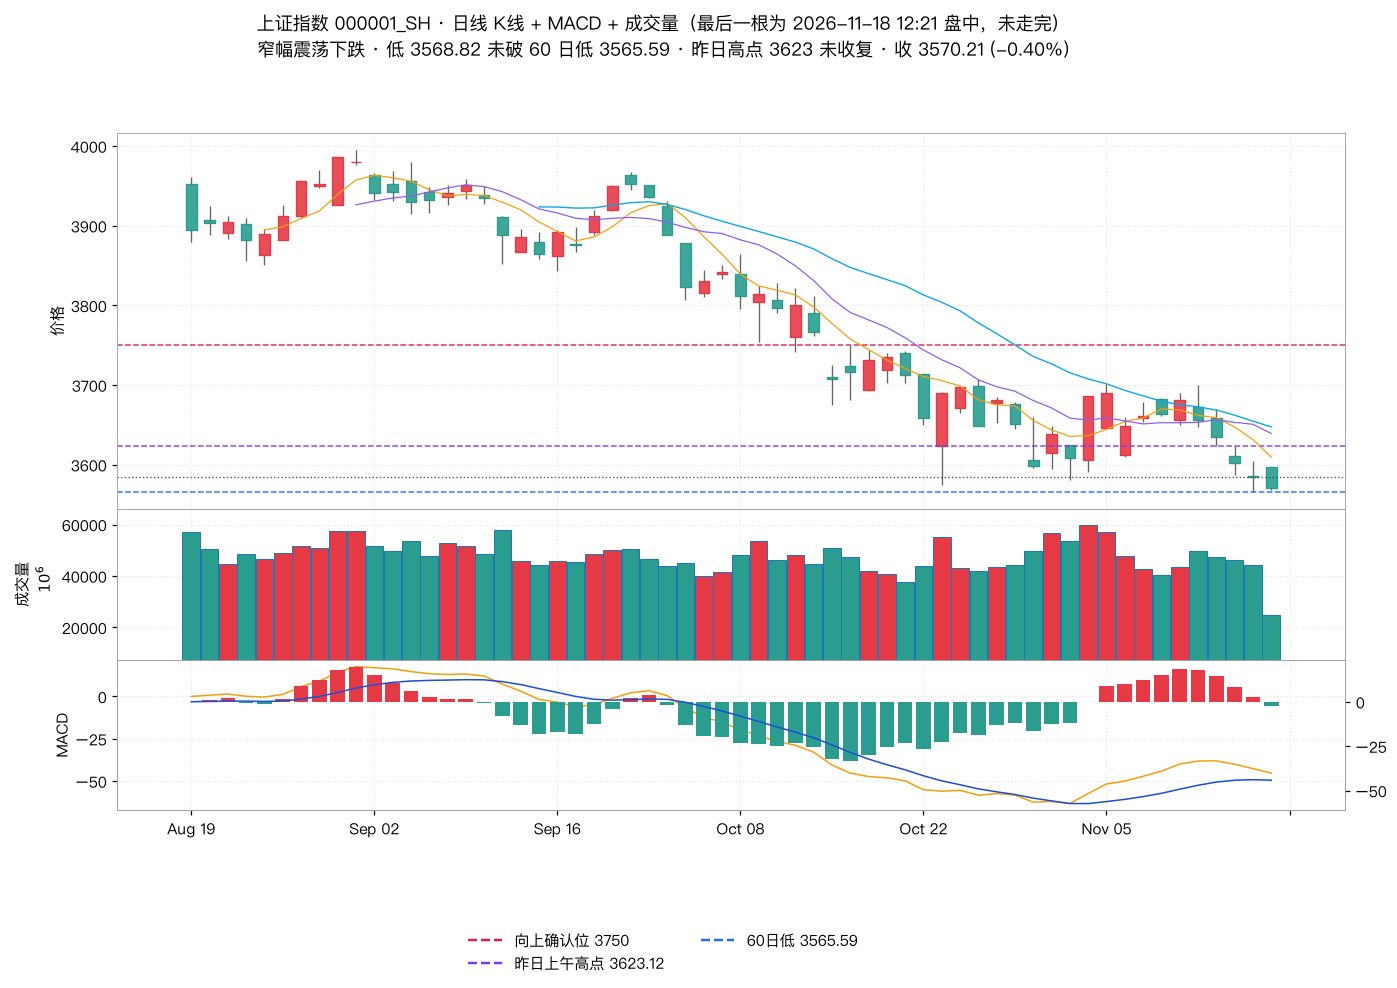 上证指数 000001_SH · 日线 K线 + MACD + 成交量（最后一根为 2026−11−18 12:21 盘中，未走完）
窄幅震荡下跌 · 低 3568.82 未破 60 日低 3565.59 · 昨日高点 3623 未收复 · 收 3570.21 (−0.40%)
4000
3900
3800
3700
3600
价格
60000
40000
20000
成交量
10⁶
0
−25
−50
MACD
0
−25
−50
Aug 19
Sep 02
Sep 16
Oct 08
Oct 22
Nov 05
向上确认位 3750
60日低 3565.59
昨日上午高点 3623.12